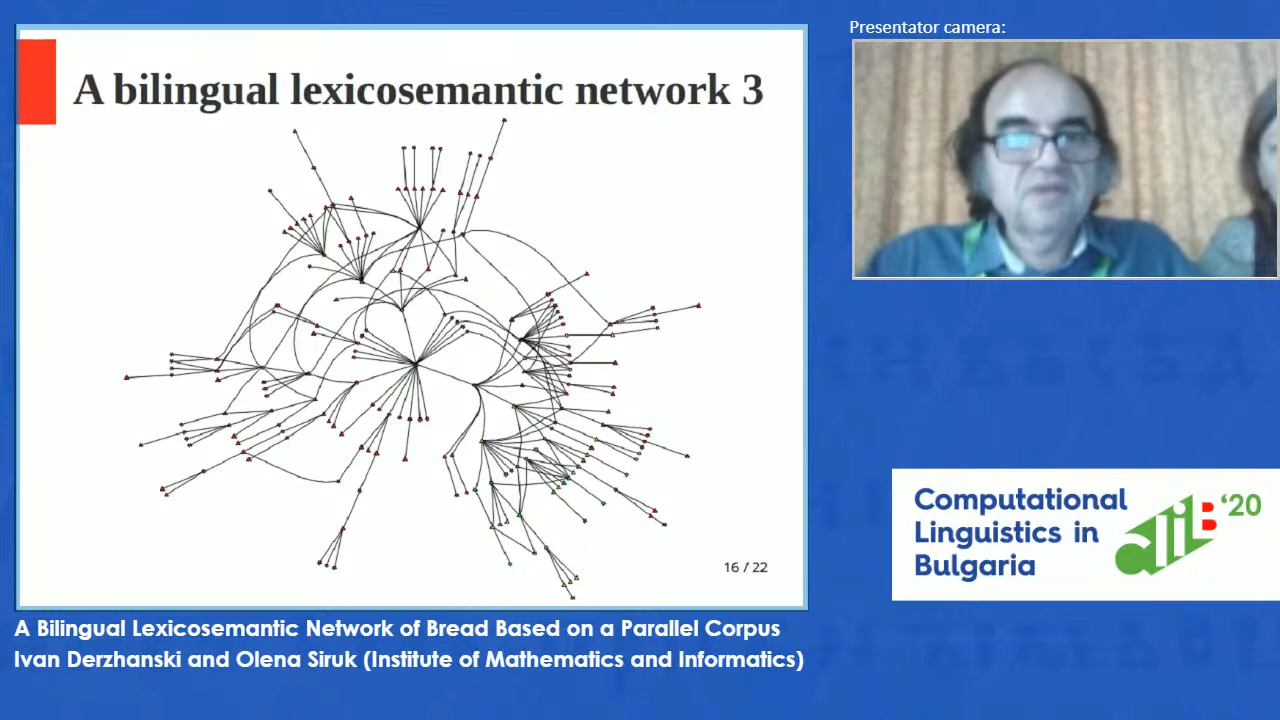 Presentator camera:
A bilingual lexicosemantic network 3
16 / 22
Computational
Linguistics in
Bulgaria
cliB '20
A Bilingual Lexicosemantic Network of Bread Based on a Parallel Corpus
Ivan Derzhanski and Olena Siruk (Institute of Mathematics and Informatics)